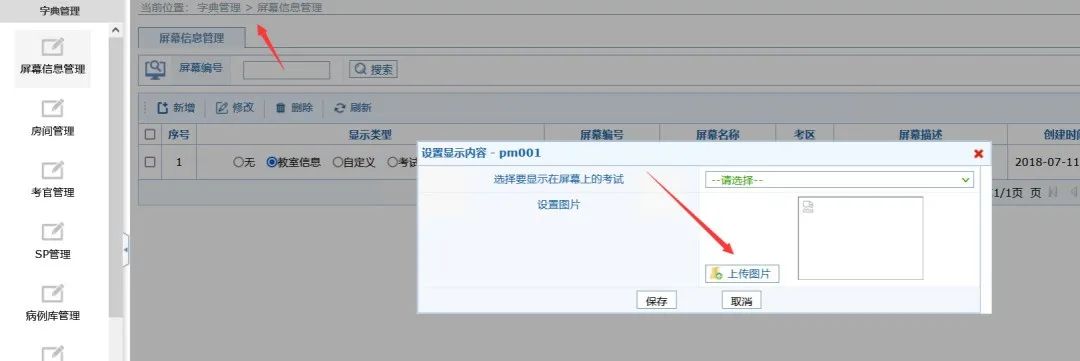 字典管理
当前位置： 字典管理 > 屏幕信息管理
屏幕信息管理
屏幕信息管理
屏幕编号
搜索
房间管理
新增 修改 删除 刷新
序号 显示类型 屏幕编号 屏幕名称 考区 屏幕描述 创建时间
1 无 教室信息 自定义 考试 2018-07-11
设置显示内容 - pm001
选择要显示在屏幕上的考试 --请选择--
1/1页 页
设置图片
上传图片
保存 取消
考官管理
SP管理
病例库管理